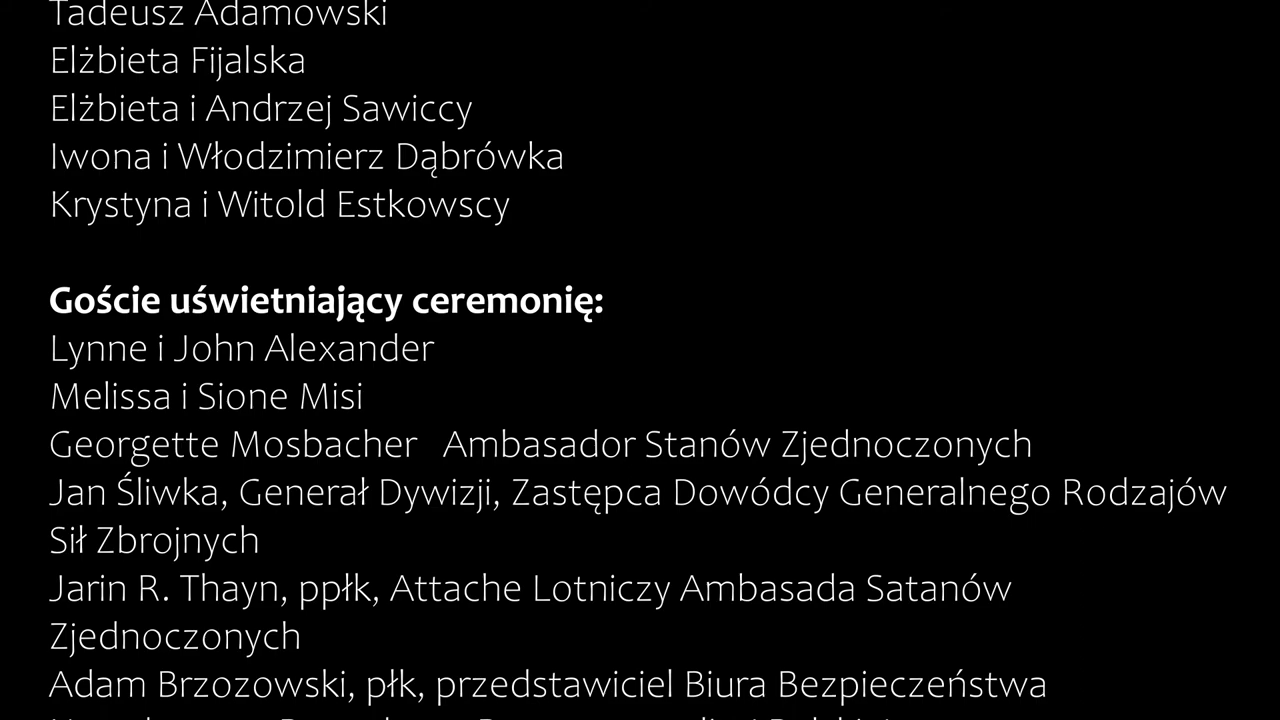 Tadeusz Adamowski
Elżbieta Fijalska
Elżbieta i Andrzej Sawiccy
Iwona i Włodzimierz Dąbrówka
Krystyna i Witold Estkowscy
Goście uświetniający ceremonię:
Lynne i John Alexander
Melissa i Sione Misi
Georgette Mosbacher Ambasador Stanów Zjednoczonych
Jan Śliwka, Generał Dywizji, Zastępca Dowódcy Generalnego Rodzajów
Sił Zbrojnych
Jarin R. Thayn, ppłk, Attache Lotniczy Ambasada Satanów
Zjednoczonych
Adam Brzozowski, płk, przedstawiciel Biura Bezpieczeństwa